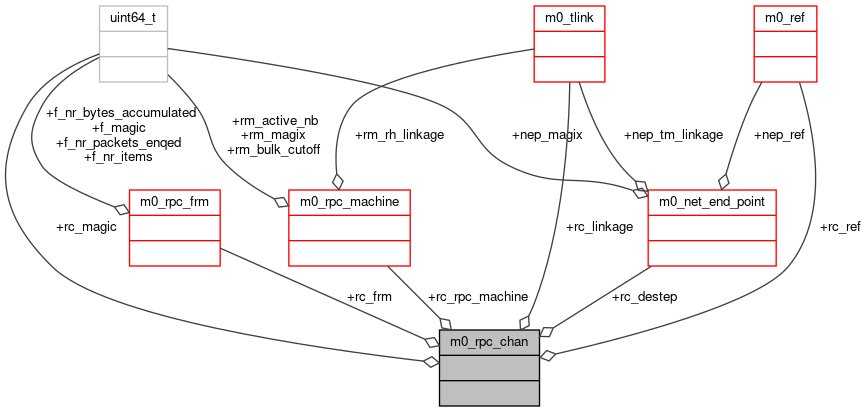 uint64_t
m0_tlink
m0_ref
+f_nr_bytes_accumulated
+f_magic
+f_nr_packets_enqed
+f_nr_items
+rm_active_nb
+rm_magix
+rm_bulk_cutoff
+rm_rh_linkage
+nep_magix
+nep_tm_linkage
+nep_ref
m0_rpc_frm
m0_rpc_machine
m0_net_end_point
+rc_magic
+rc_linkage
+rc_ref
+rc_frm
+rc_rpc_machine
+rc_destep
m0_rpc_chan